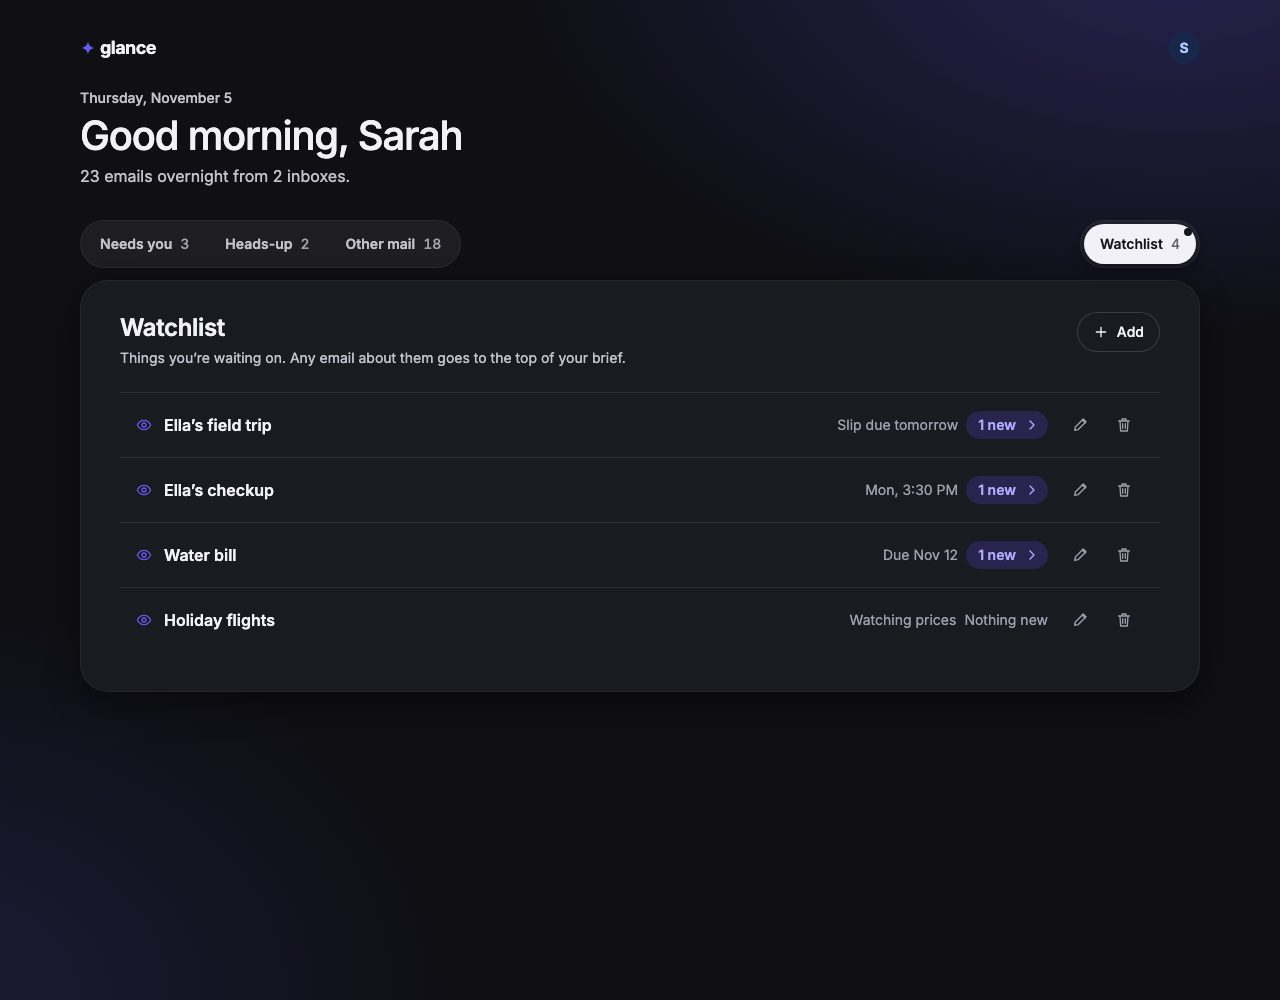 glance
S
Thursday, November 5
Good morning, Sarah
23 emails overnight from 2 inboxes.
Needs you 3 Heads-up 2 Other mail 18 Watchlist 4
Watchlist
Add
Things you’re waiting on. Any email about them goes to the top of your brief.
Ella’s field trip Slip due tomorrow 1 new
Ella’s checkup Mon, 3:30 PM 1 new
Water bill Due Nov 12 1 new
Holiday flights Watching prices Nothing new